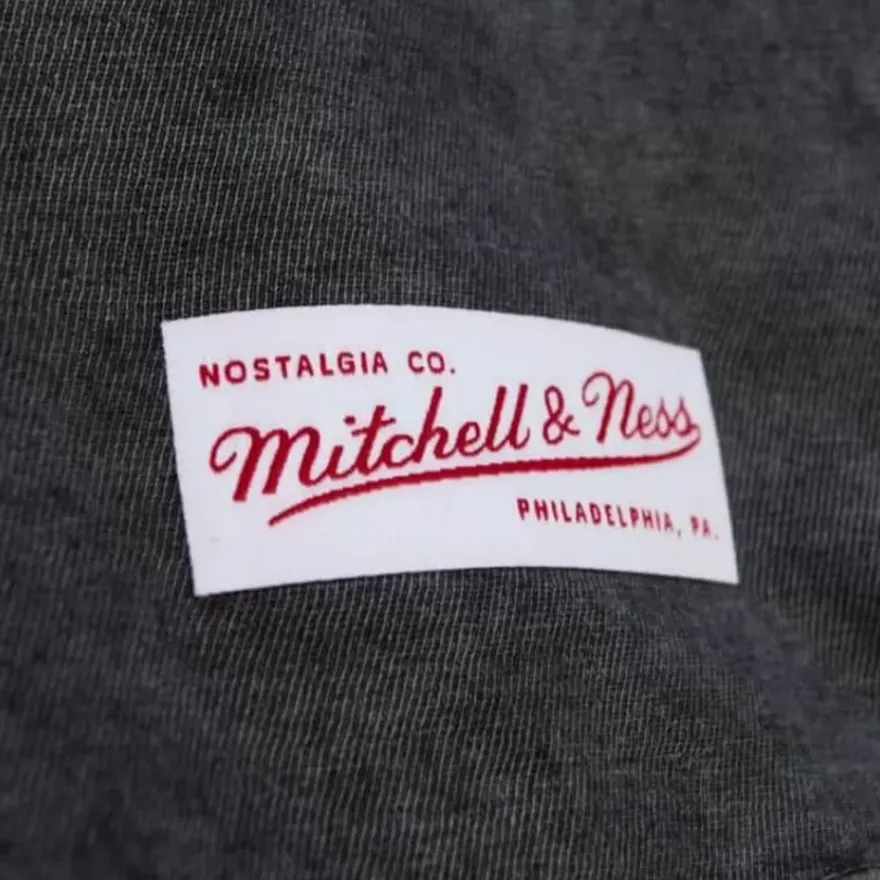 NOSTALGIA CO.
Mitchell & Ness
PHILADELPHIA, PA.